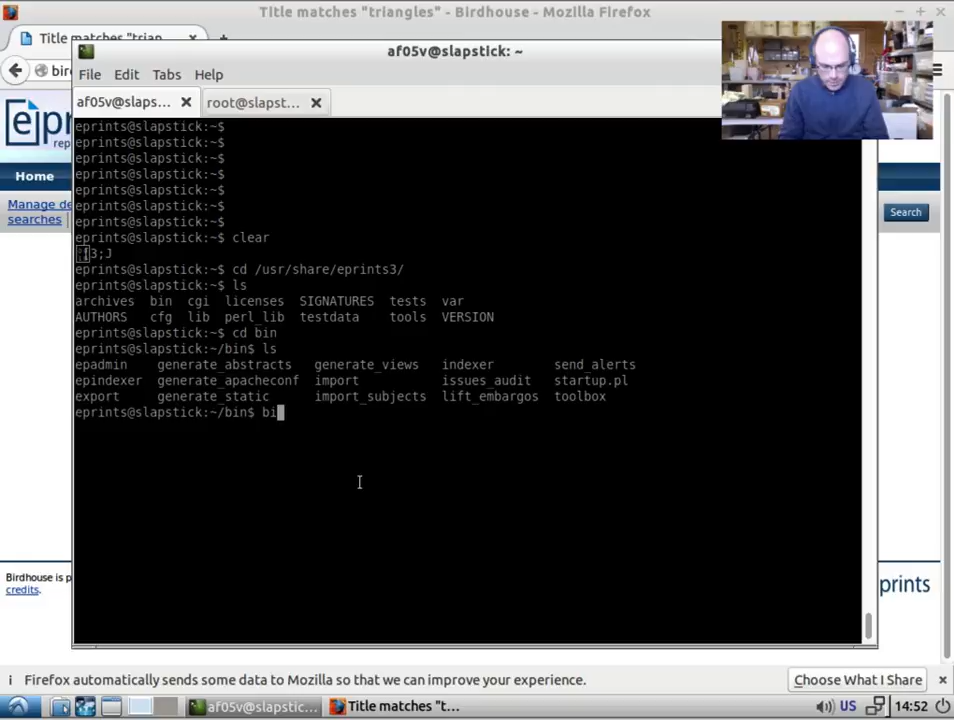 Title matches "triangles" - Birdhouse - Mozilla Firefox
Title matches "trian
af05v@slapstick: ~
File Edit Tabs Help
af05v@slaps... root@slapst...
eprints@slapstick:~$
eprints@slapstick:~$
eprints@slapstick:~$
eprints@slapstick:~$
eprints@slapstick:~$
eprints@slapstick:~$
eprints@slapstick:~$
eprints@slapstick:~$ clear
[3;J
eprints@slapstick:~$ cd /usr/share/eprints3/
eprints@slapstick:~$ ls
archives bin cgi licenses SIGNATURES tests var
AUTHORS cfg lib perl_lib testdata tools VERSION
eprints@slapstick:~$ cd bin
eprints@slapstick:~/bin$ ls
epadmin generate_abstracts generate_views indexer send_alerts
epindexer generate_apacheconf import issues_audit startup.pl
export generate_static import_subjects lift_embargos toolbox
eprints@slapstick:~/bin$ bi
bir
epr
rep
Home
Manage de
searches
Search
Birdhouse is p
credits.
prints
i Firefox automatically sends some data to Mozilla so that we can improve your experience.
Choose What I Share
af05v@slapstic...
Title matches "t...
US
14:52